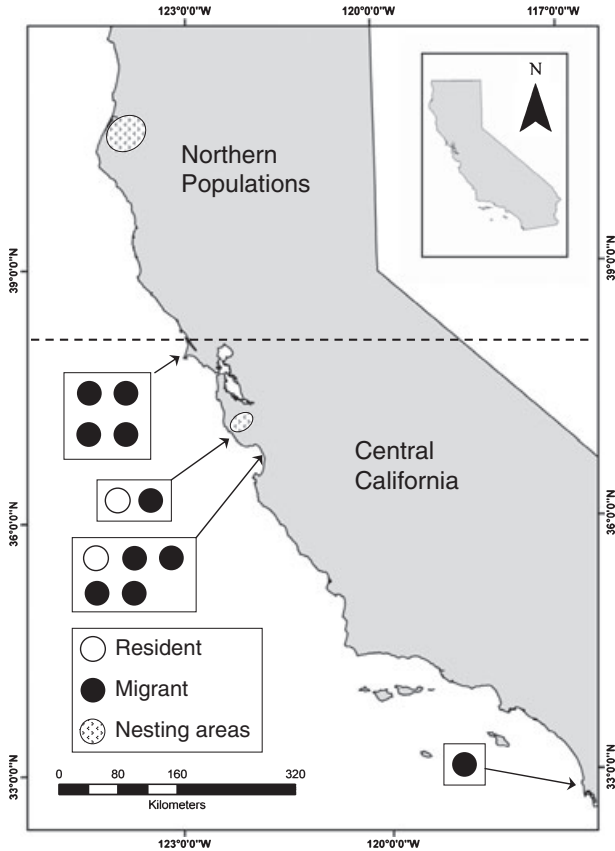 123°0'0"W 120°0'0"W 117°0'0"W
N
Northern
Populations
39°0'0"N 39°0'0"N
Central
California
36°0'0"N 36°0'0"N
Resident
Migrant
Nesting areas
33°0'0"N 33°0'0"N
0 80 160 320
Kilometers
123°0'0"W 120°0'0"W